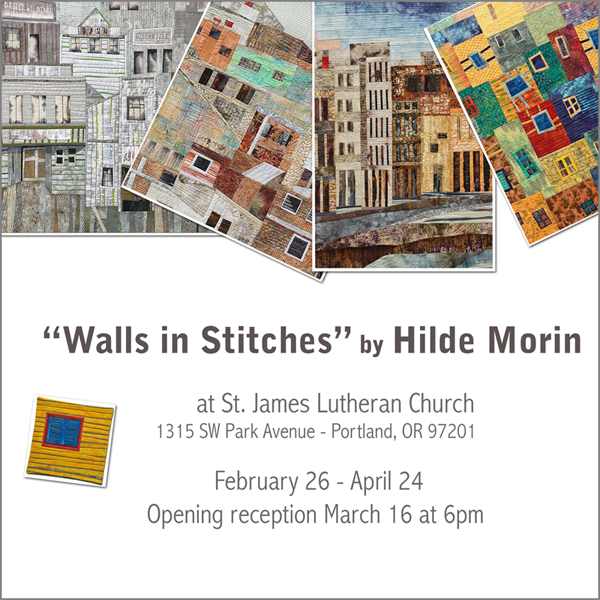 “Walls in Stitches” by Hilde Morin
at St. James Lutheran Church
1315 SW Park Avenue - Portland, OR 97201
February 26 - April 24
Opening reception March 16 at 6pm